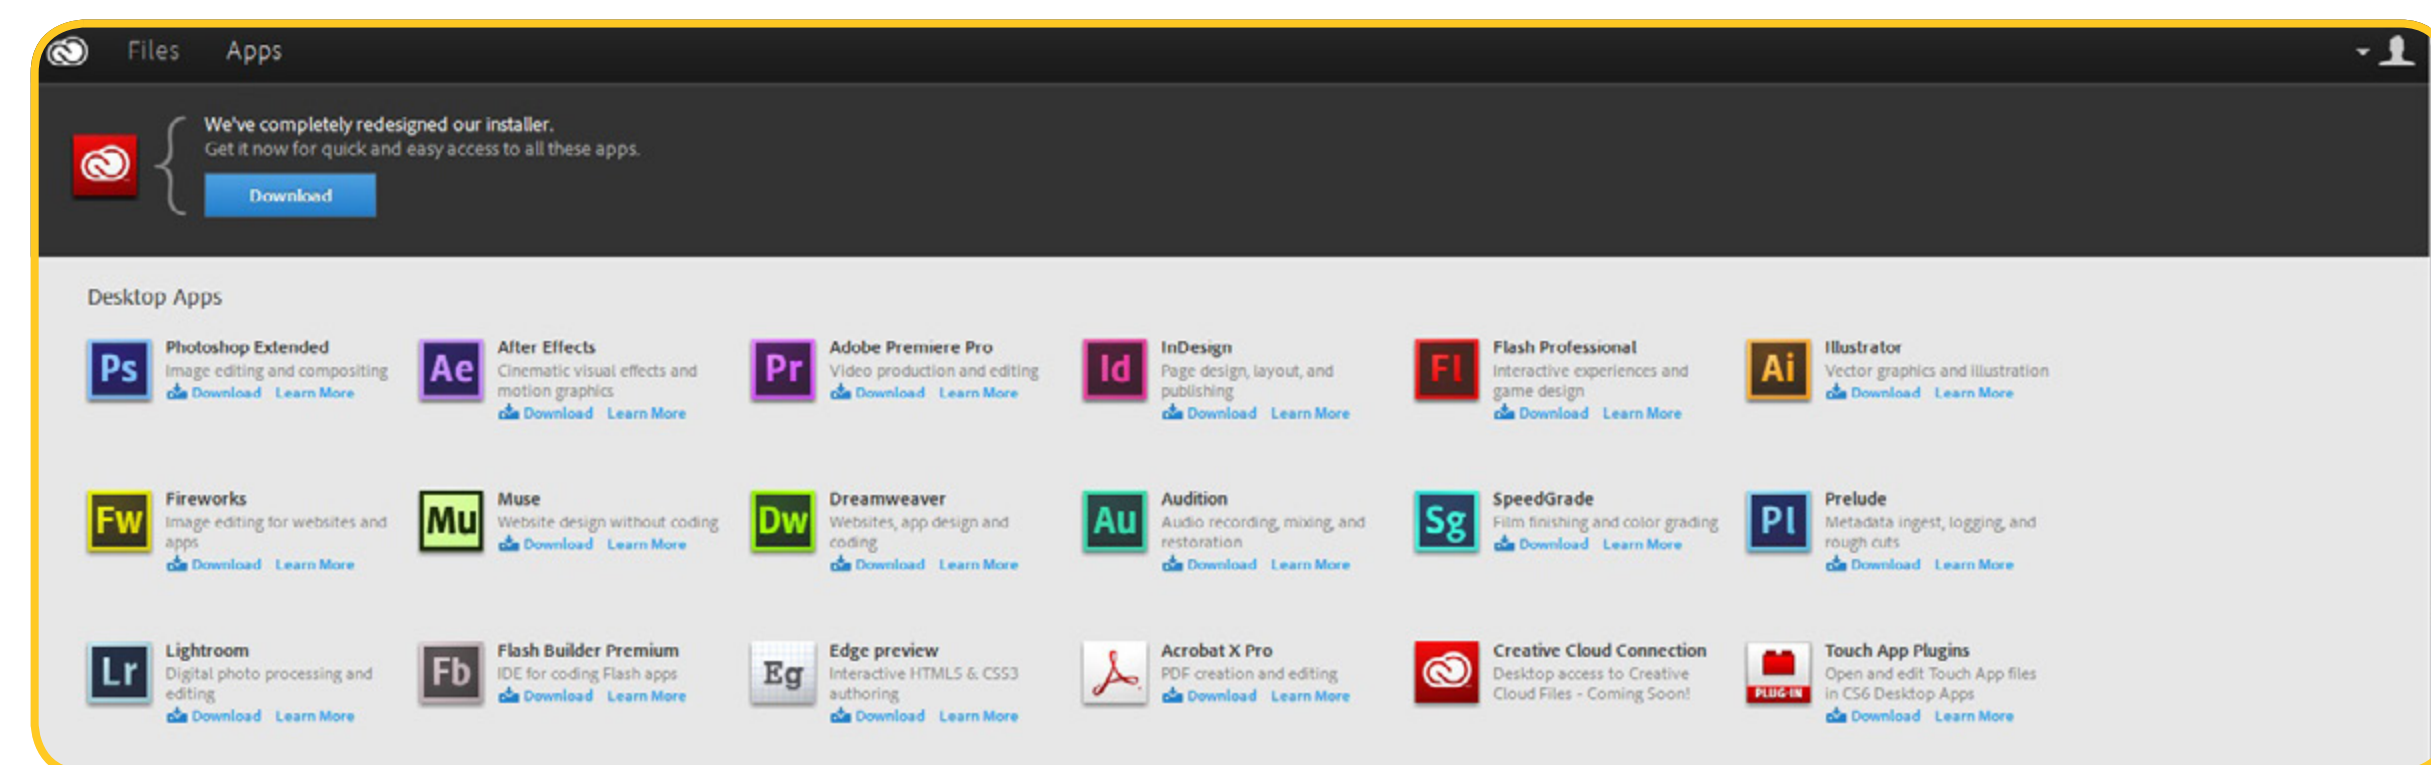 Files Apps
We've completely redesigned our installer.
Get it now for quick and easy access to all these apps.
Download
Desktop Apps
Ps
Photoshop Extended
Image editing and compositing
Download Learn More
Ae
After Effects
Cinematic visual effects and
motion graphics
Download Learn More
Pr
Adobe Premiere Pro
Video production and editing
Download Learn More
Id
InDesign
Page design, layout, and
publishing
Download Learn More
Fl
Flash Professional
Interactive experiences and
game design
Download Learn More
Ai
Illustrator
Vector graphics and illustration
Download Learn More
Fw
Fireworks
Image editing for websites and
apps
Download Learn More
Mu
Muse
Website design without coding
Download Learn More
Dw
Dreamweaver
Websites, app design and
coding
Download Learn More
Au
Audition
Audio recording, mixing, and
restoration
Download Learn More
Sg
SpeedGrade
Film finishing and color grading
Download Learn More
Pl
Prelude
Metadata ingest, logging, and
rough cuts
Download Learn More
Lr
Lightroom
Digital photo processing and
editing
Download Learn More
Fb
Flash Builder Premium
IDE for coding Flash apps
Download Learn More
Eg
Edge preview
Interactive HTML5 & CSS3
authoring
Download Learn More
Acrobat X Pro
PDF creation and editing
Download Learn More
Creative Cloud Connection
Desktop access to Creative
Cloud Files - Coming Soon!
PLUG-IN
Touch App Plugins
Open and edit Touch App files
in CS6 Desktop Apps
Download Learn More